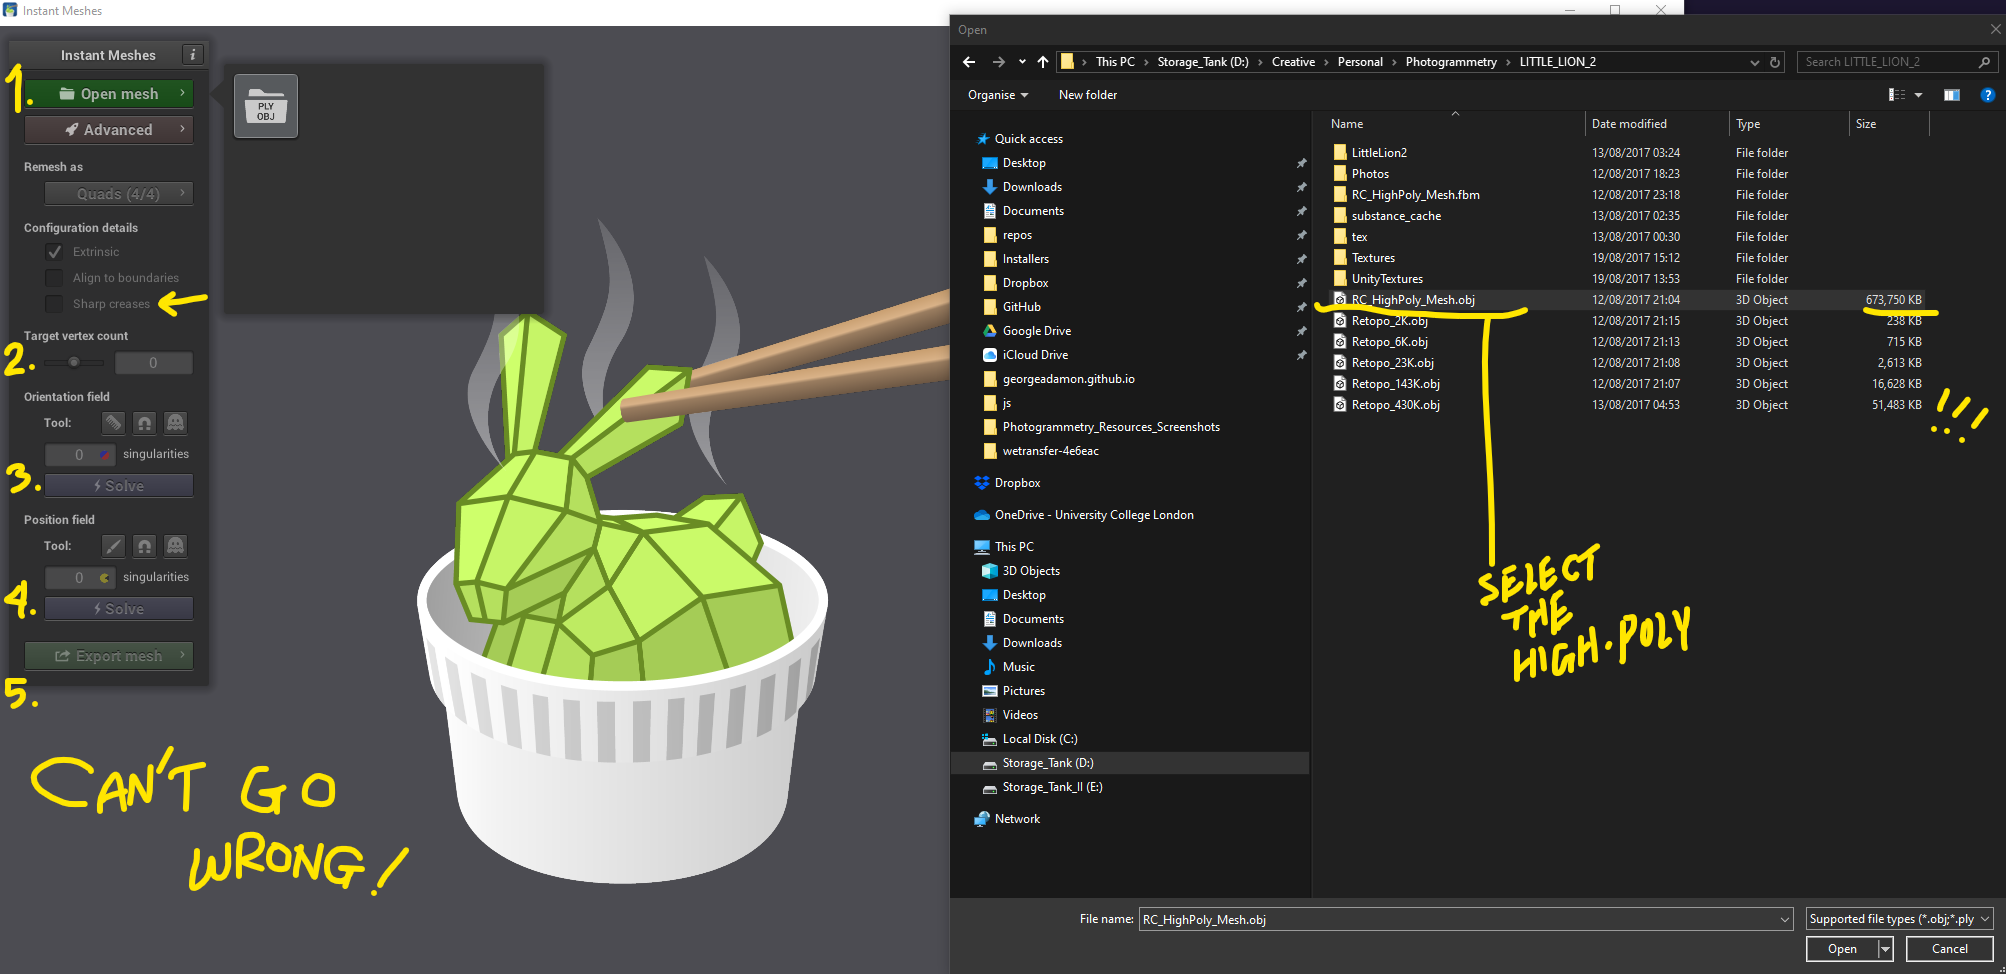 Instant Meshes
Instant Meshes
i
1.
Open mesh
PLY
OBJ
Advanced
Remesh as
Quads (4/4)
Configuration details
Extrinsic
Align to boundaries
Sharp creases
Target vertex count
2.
0
Orientation field
Tool:
0 singularities
3.
Solve
Position field
Tool:
0 singularities
4.
Solve
Export mesh
5.
CAN'T GO
WRONG!
Open
This PC › Storage_Tank (D:) › Creative › Personal › Photogrammetry › LITTLE_LION_2
Search LITTLE_LION_2
Organise
New folder
?
Quick access
Desktop
Downloads
Documents
repos
Installers
Dropbox
GitHub
Google Drive
iCloud Drive
georgeadamon.github.io
js
Photogrammetry_Resources_Screenshots
wetransfer-4e6eac
Dropbox
OneDrive - University College London
This PC
3D Objects
Desktop
Documents
Downloads
Music
Pictures
Videos
Local Disk (C:)
Storage_Tank (D:)
Storage_Tank_II (E:)
Network
Name Date modified Type Size
LittleLion2 13/08/2017 03:24 File folder
Photos 12/08/2017 18:23 File folder
RC_HighPoly_Mesh.fbm 12/08/2017 23:18 File folder
substance_cache 13/08/2017 02:35 File folder
tex 13/08/2017 00:30 File folder
Textures 19/08/2017 15:12 File folder
UnityTextures 19/08/2017 13:53 File folder
RC_HighPoly_Mesh.obj 12/08/2017 21:04 3D Object 673,750 KB
Retopo_2K.obj 12/08/2017 21:15 3D Object 238 KB
Retopo_6K.obj 12/08/2017 21:13 3D Object 715 KB
Retopo_23K.obj 12/08/2017 21:08 3D Object 2,613 KB
Retopo_143K.obj 12/08/2017 21:07 3D Object 16,628 KB
Retopo_430K.obj 13/08/2017 04:53 3D Object 51,483 KB
!!!
SELECT
THE
HIGH.POLY
File name: RC_HighPoly_Mesh.obj
Supported file types (*.obj;*.ply
Open
Cancel